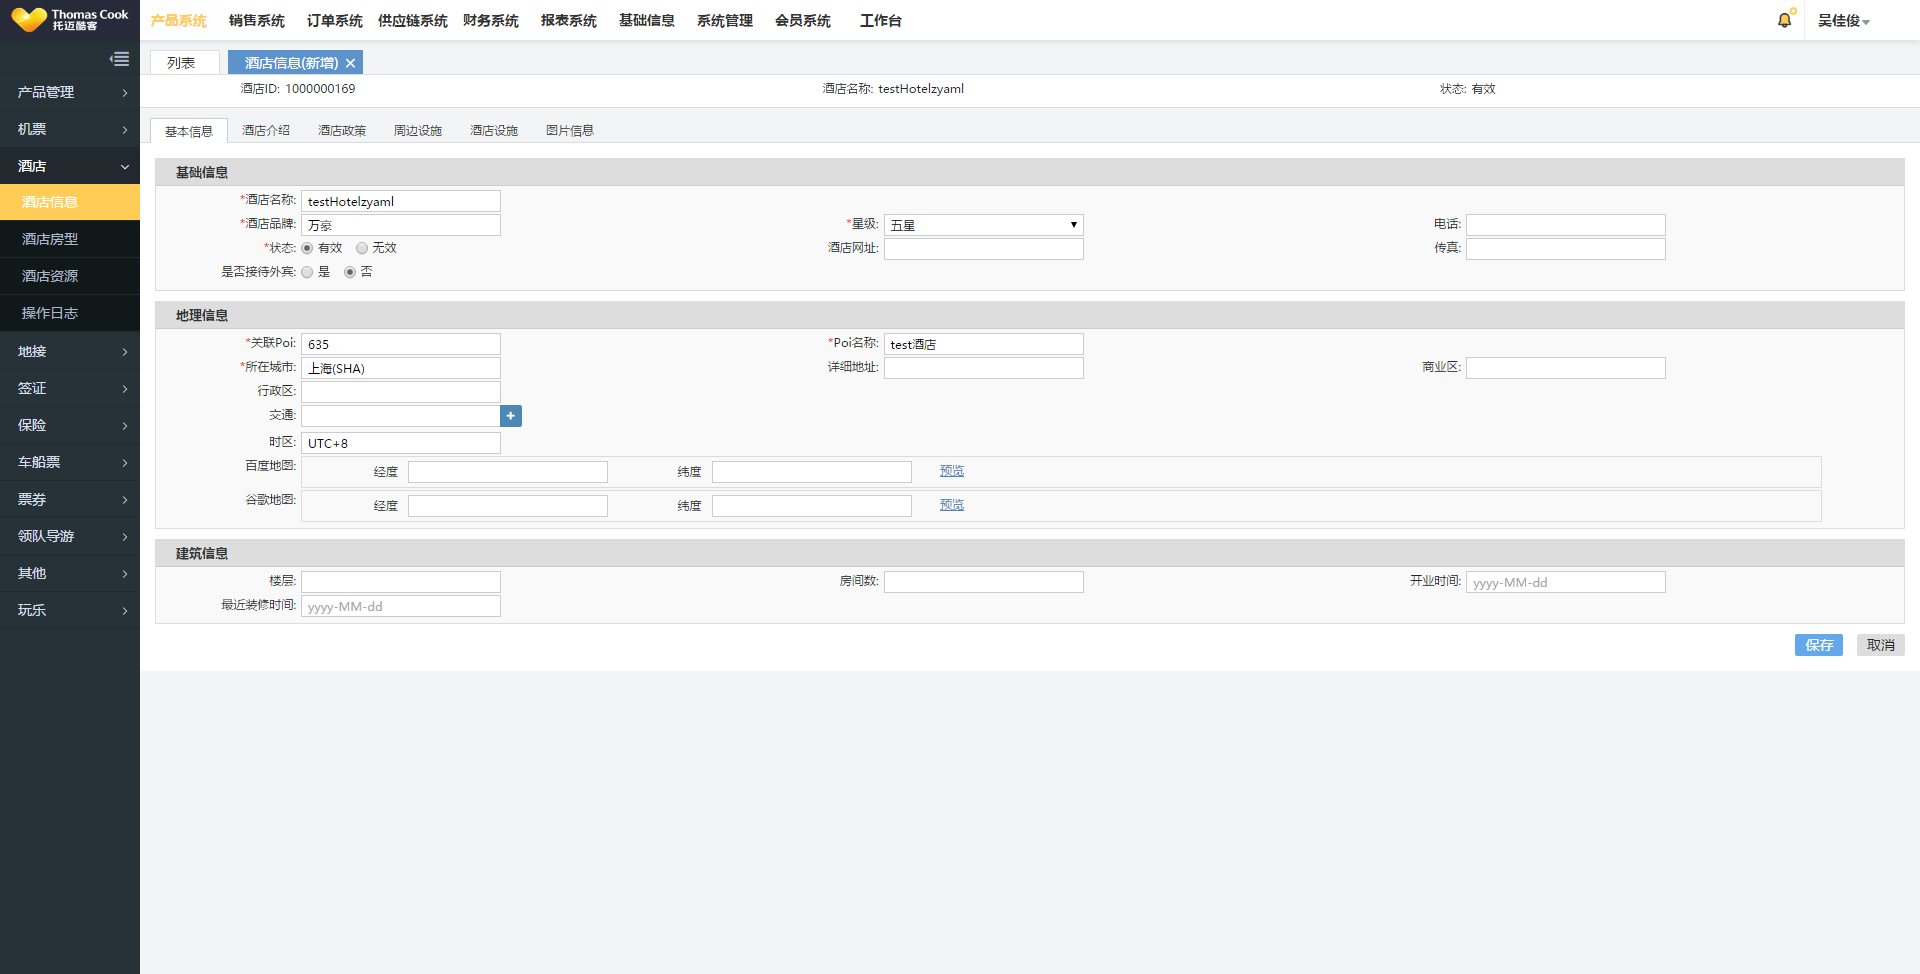 Thomas Cook
托迈酷客
产品系统 销售系统 订单系统 供应链系统 财务系统 报表系统 基础信息 系统管理 会员系统 工作台 吴佳俊
列表 酒店信息(新增)
酒店ID: 1000000169 酒店名称: testHotelzyaml 状态: 有效
基本信息 酒店介绍 酒店政策 周边设施 酒店设施 图片信息
产品管理
机票
酒店
酒店信息
酒店房型
酒店资源
操作日志
地接
签证
保险
车船票
票券
领队导游
其他
玩乐
基础信息
*酒店名称: testHotelzyaml
*酒店品牌: 万豪 *星级: 五星 电话:
*状态: 有效 无效 酒店网址: 传真:
是否接待外宾: 是 否
地理信息
*关联Poi: 635 *Poi名称: test酒店
*所在城市: 上海(SHA) 详细地址: 商业区:
行政区:
交通: +
时区: UTC+8
百度地图: 经度 纬度 预览
谷歌地图: 经度 纬度 预览
建筑信息
楼层: 房间数: 开业时间: yyyy-MM-dd
最近装修时间: yyyy-MM-dd
保存 取消